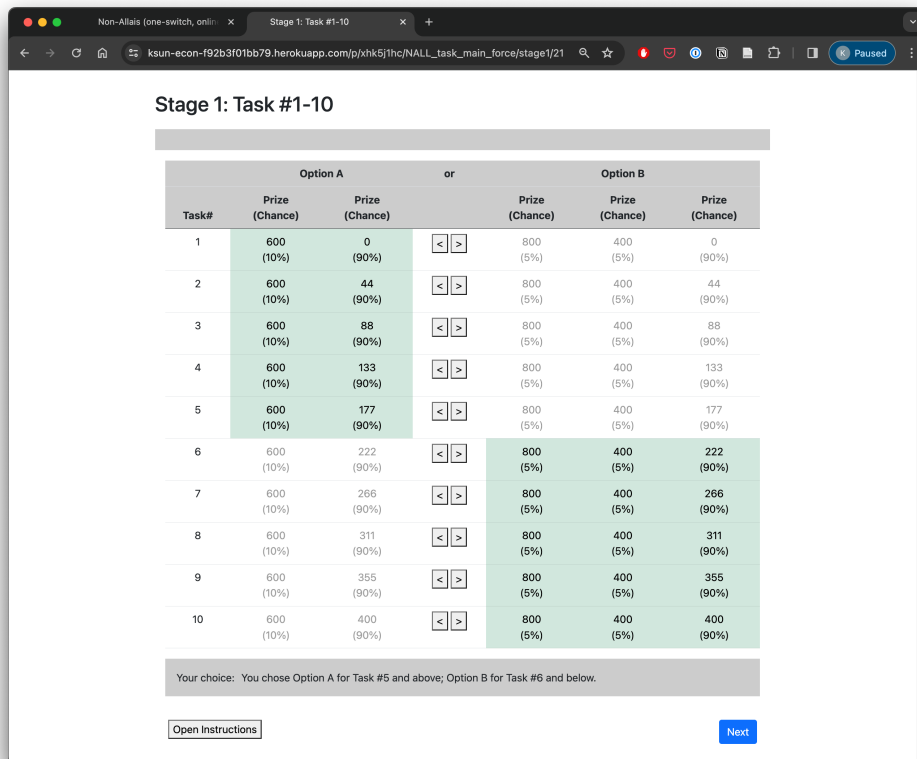 Non-Allais (one-switch, onlin
Stage 1: Task #1-10
ksun-econ-f92b3f01bb79.herokuapp.com/p/xhk5j1hc/NALL_task_main_force/stage1/21
K Paused
Stage 1: Task #1-10
Option A or Option B
Prize Prize Prize Prize Prize
Task# (Chance) (Chance) (Chance) (Chance) (Chance)
1 600 0 < > 800 400 0
(10%) (90%) (5%) (5%) (90%)
2 600 44 < > 800 400 44
(10%) (90%) (5%) (5%) (90%)
3 600 88 < > 800 400 88
(10%) (90%) (5%) (5%) (90%)
4 600 133 < > 800 400 133
(10%) (90%) (5%) (5%) (90%)
5 600 177 < > 800 400 177
(10%) (90%) (5%) (5%) (90%)
6 600 222 < > 800 400 222
(10%) (90%) (5%) (5%) (90%)
7 600 266 < > 800 400 266
(10%) (90%) (5%) (5%) (90%)
8 600 311 < > 800 400 311
(10%) (90%) (5%) (5%) (90%)
9 600 355 < > 800 400 355
(10%) (90%) (5%) (5%) (90%)
10 600 400 < > 800 400 400
(10%) (90%) (5%) (5%) (90%)
Your choice: You chose Option A for Task #5 and above; Option B for Task #6 and below.
Open Instructions
Next